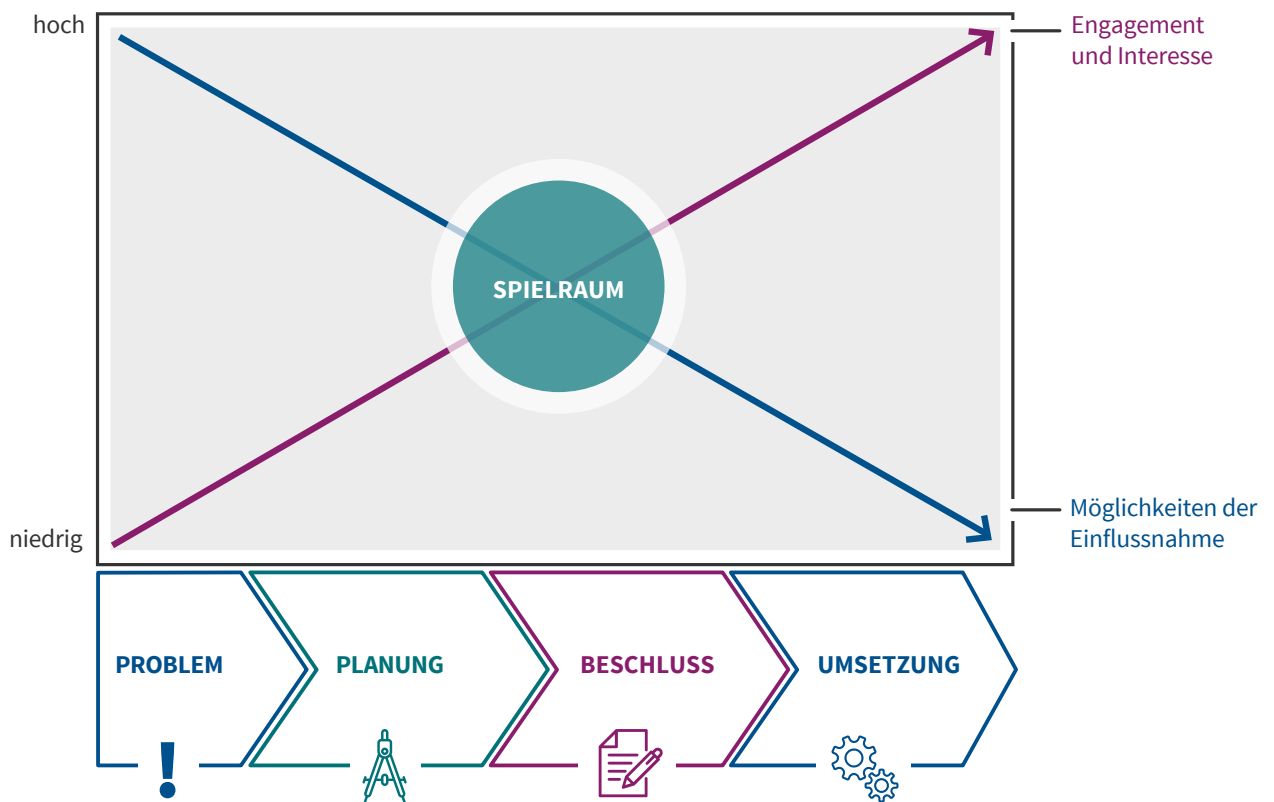 hoch
Engagement
und Interesse
SPIELRAUM
Möglichkeiten der
Einflussnahme
niedrig
PROBLEM
PLANUNG
BESCHLUSS
UMSETZUNG